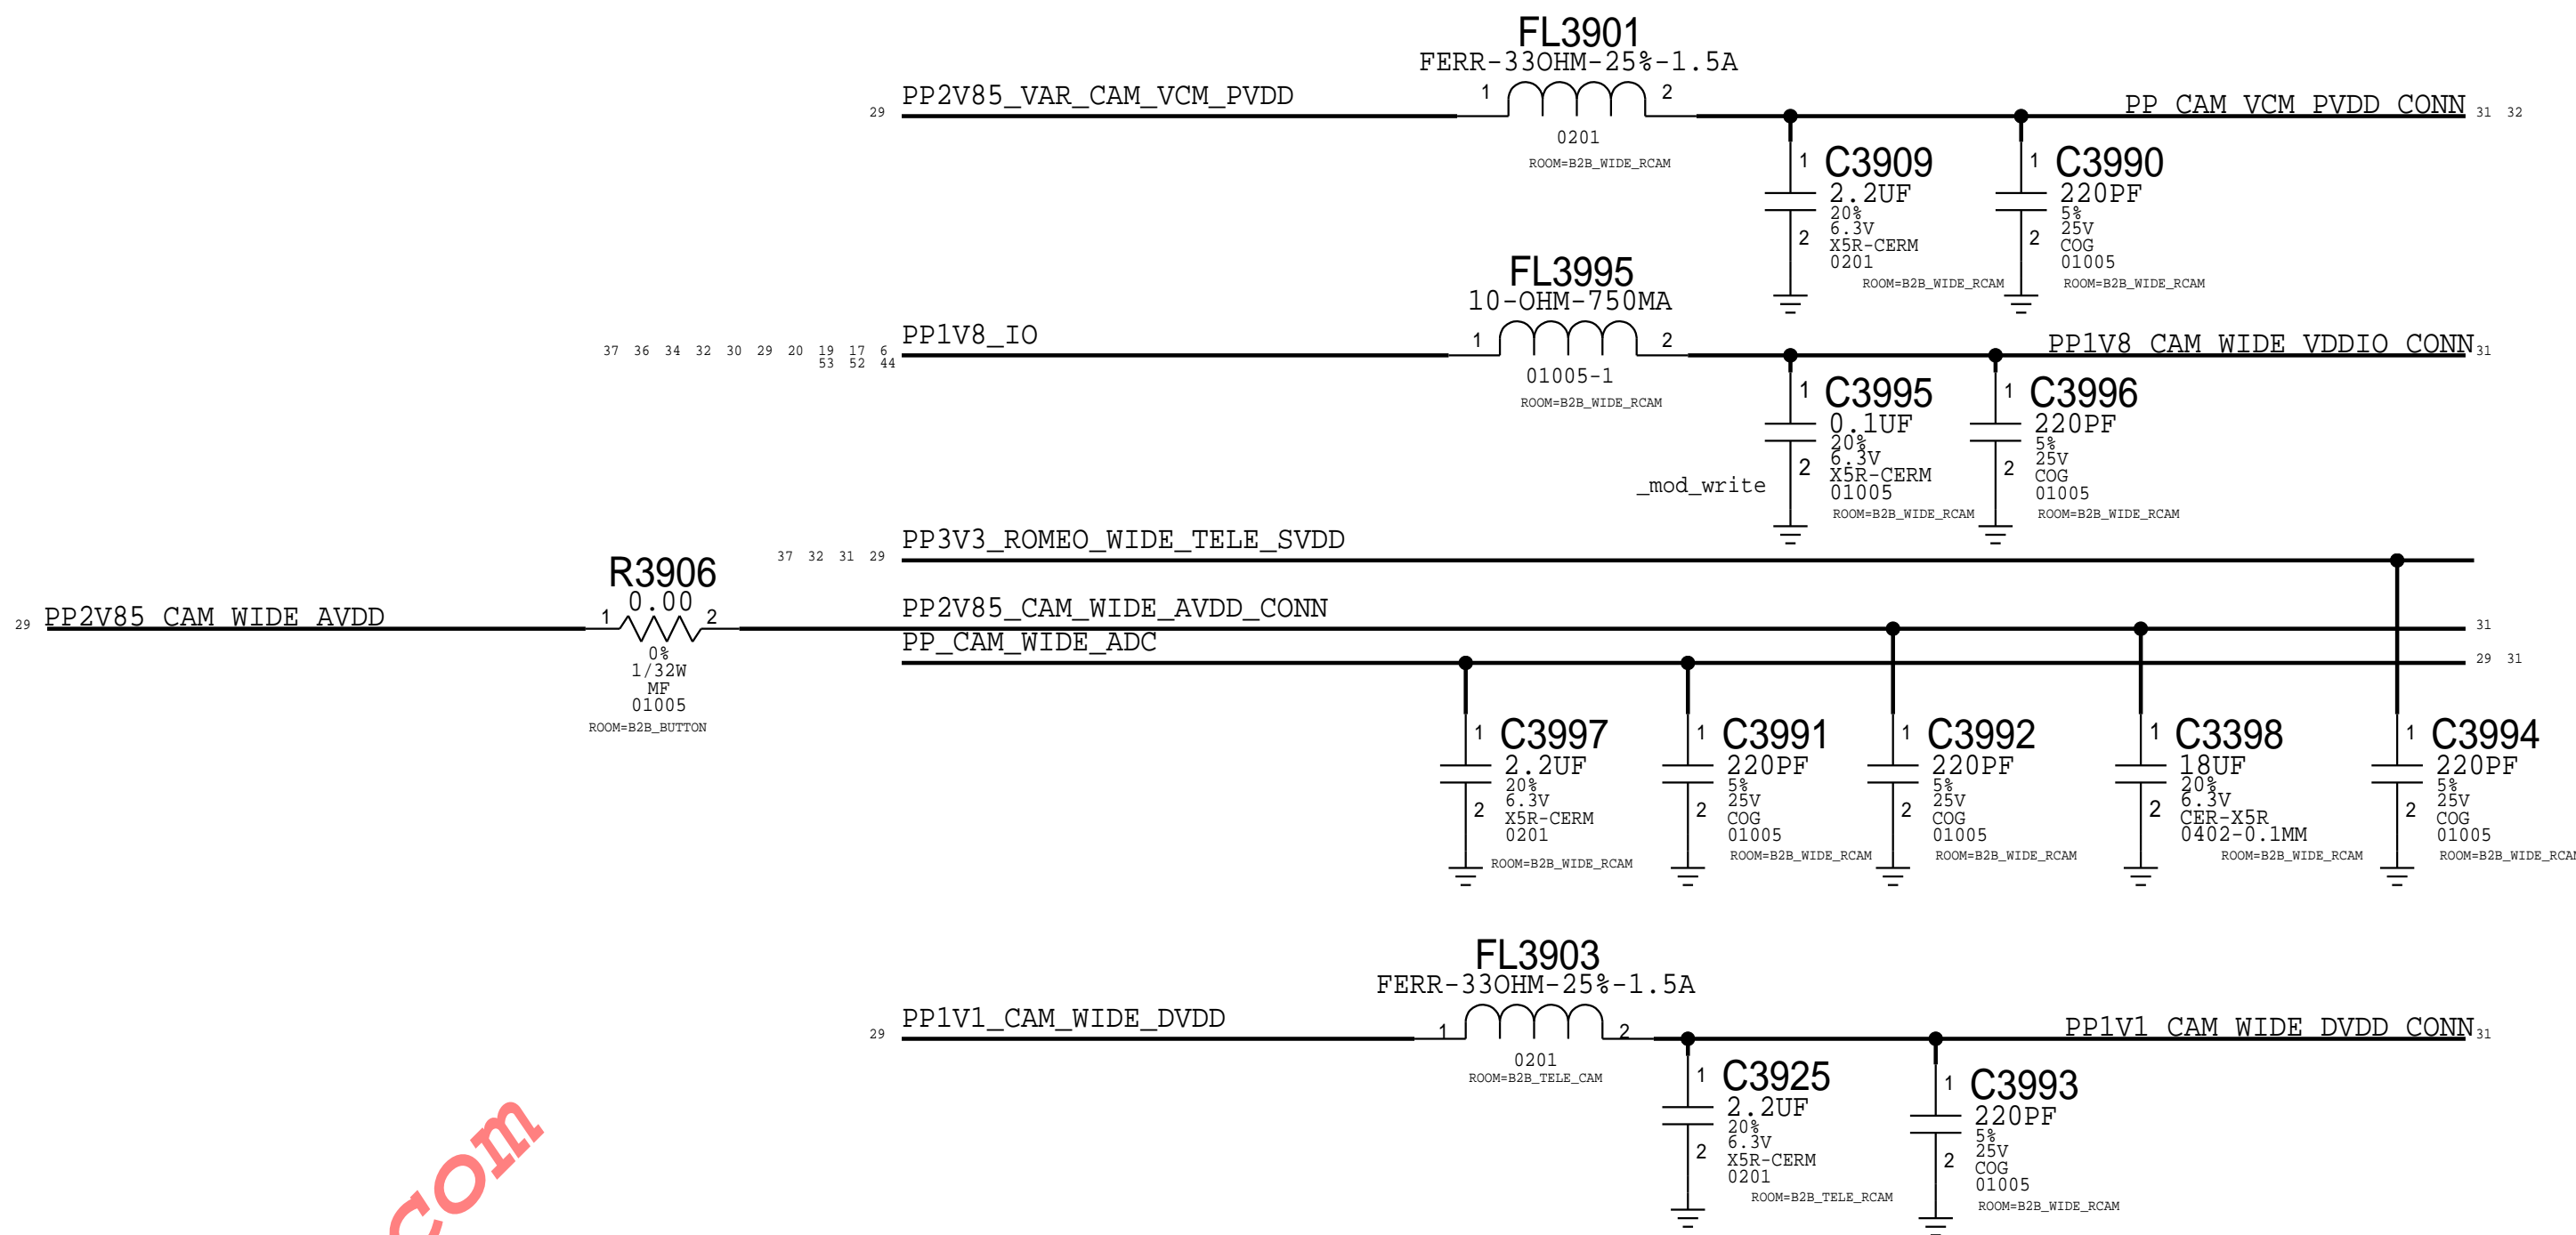 FL3901
FERR-33OHM-25%-1.5A
29 PP2V85_VAR_CAM_VCM_PVDD 1 2 PP_CAM_VCM_PVDD_CONN 31 32
0201
ROOM=B2B_WIDE_RCAM
1 C3909
2.2UF
20%
6.3V
2 X5R-CERM
0201
ROOM=B2B_WIDE_RCAM
1 C3990
220PF
5%
25V
2 COG
01005
ROOM=B2B_WIDE_RCAM
FL3995
10-OHM-750MA
37 36 34 32 30 29 20 19 17 6 PP1V8_IO 1 2 PP1V8_CAM_WIDE_VDDIO_CONN 31
53 52 44
01005-1
ROOM=B2B_WIDE_RCAM
1 C3995
0.1UF
20%
6.3V
2 X5R-CERM
_mod_write 01005
ROOM=B2B_WIDE_RCAM
1 C3996
220PF
5%
25V
2 COG
01005
ROOM=B2B_WIDE_RCAM
37 32 31 29 PP3V3_ROMEO_WIDE_TELE_SVDD
R3906
0.00
29 PP2V85_CAM_WIDE_AVDD 1 2 PP2V85_CAM_WIDE_AVDD_CONN 31
0%
1/32W
MF
01005
ROOM=B2B_BUTTON
PP_CAM_WIDE_ADC 29 31
1 C3997
2.2UF
20%
6.3V
2 X5R-CERM
0201
ROOM=B2B_WIDE_RCAM
1 C3991
220PF
5%
25V
2 COG
01005
ROOM=B2B_WIDE_RCAM
1 C3992
220PF
5%
25V
2 COG
01005
ROOM=B2B_WIDE_RCAM
1 C3398
18UF
20%
6.3V
2 CER-X5R
0402-0.1MM
ROOM=B2B_WIDE_RCAM
1 C3994
220PF
5%
25V
2 COG
01005
ROOM=B2B_WIDE_RCAM
FL3903
FERR-33OHM-25%-1.5A
29 PP1V1_CAM_WIDE_DVDD 1 2 PP1V1_CAM_WIDE_DVDD_CONN 31
0201
ROOM=B2B_TELE_CAM
1 C3925
2.2UF
20%
6.3V
2 X5R-CERM
0201
ROOM=B2B_TELE_RCAM
1 C3993
220PF
5%
25V
2 COG
01005
ROOM=B2B_WIDE_RCAM
.com